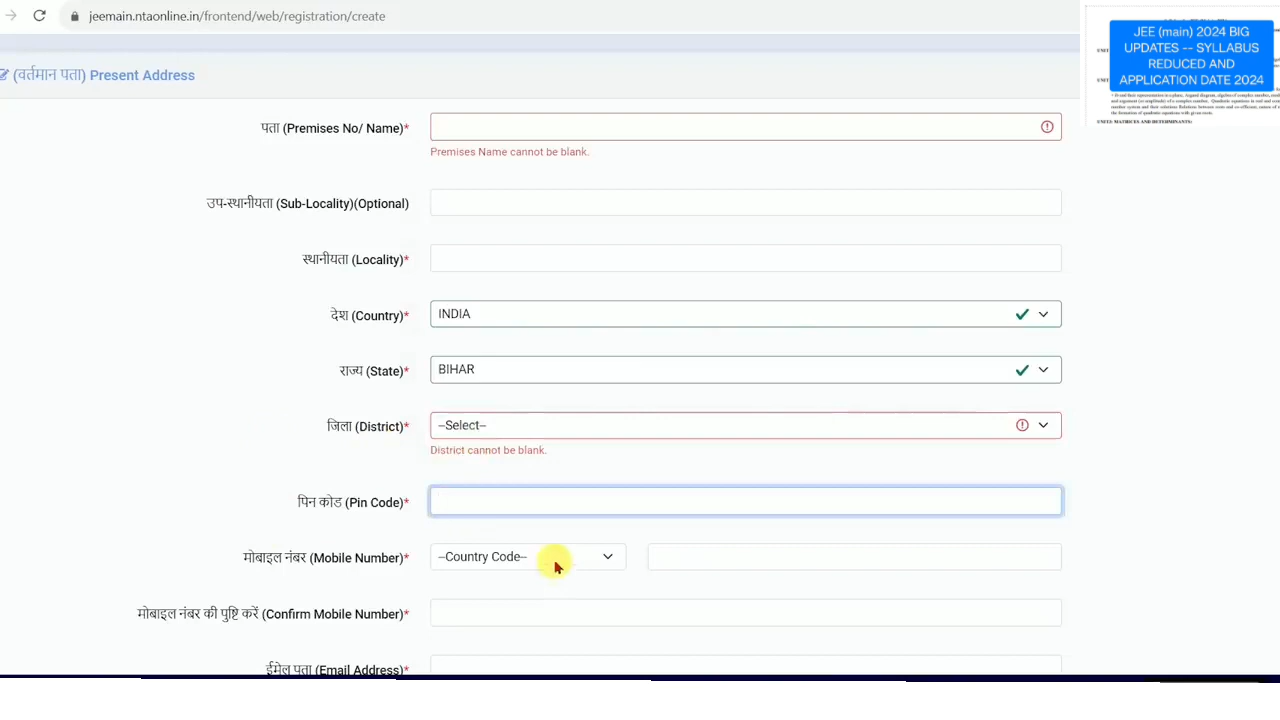 jeemain.ntaonline.in/frontend/web/registration/create
JEE (main) 2024 BIG
UPDATES -- SYLLABUS
REDUCED AND
APPLICATION DATE 2024
(वर्तमान पता) Present Address
पता (Premises No/ Name)*
Premises Name cannot be blank.
उप-स्थानीयता (Sub-Locality)(Optional)
स्थानीयता (Locality)*
देश (Country)*
INDIA
राज्य (State)*
BIHAR
जिला (District)*
--Select--
District cannot be blank.
पिन कोड (Pin Code)*
मोबाइल नंबर (Mobile Number)*
--Country Code--
मोबाइल नंबर की पुष्टि करें (Confirm Mobile Number)*
ईमेल पता (Email Address)*